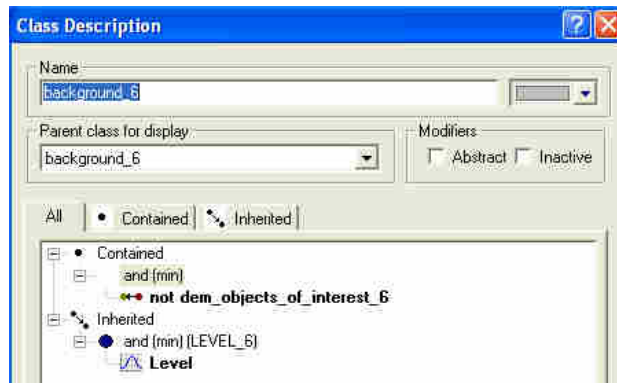 Class Description
Name
background_6
Parent class for display
background_6
Modifiers
Abstract Inactive
All Contained Inherited
Contained
and (min)
not dem_objects_of_interest_6
Inherited
and (min) (LEVEL_6)
Level